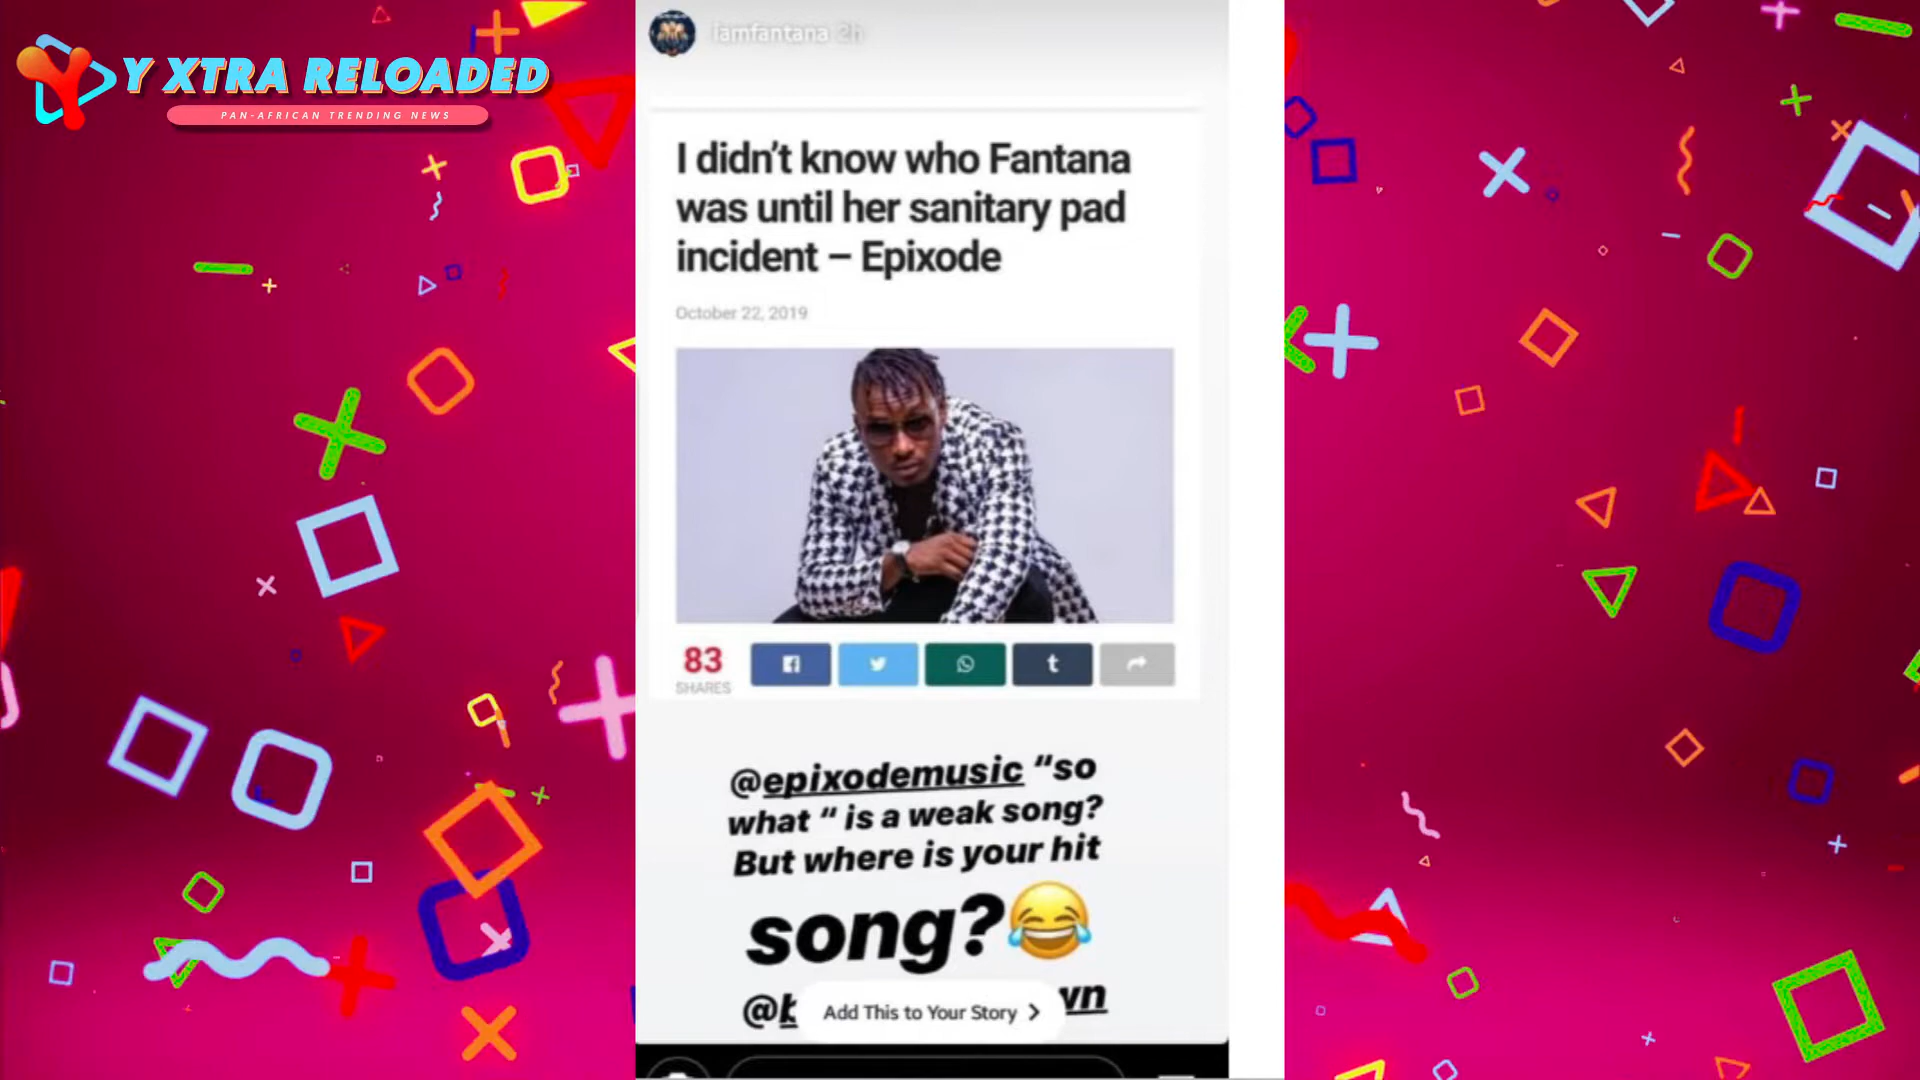 Y XTRA RELOADED
PAN-AFRICAN TRENDING NEWS
iamfantana 2h
I didn't know who Fantana
was until her sanitary pad
incident – Epixode
October 22, 2019
83
SHARES
@epixodemusic “so
what “ is a weak song?
But where is your hit
song?😂
Add This to Your Story